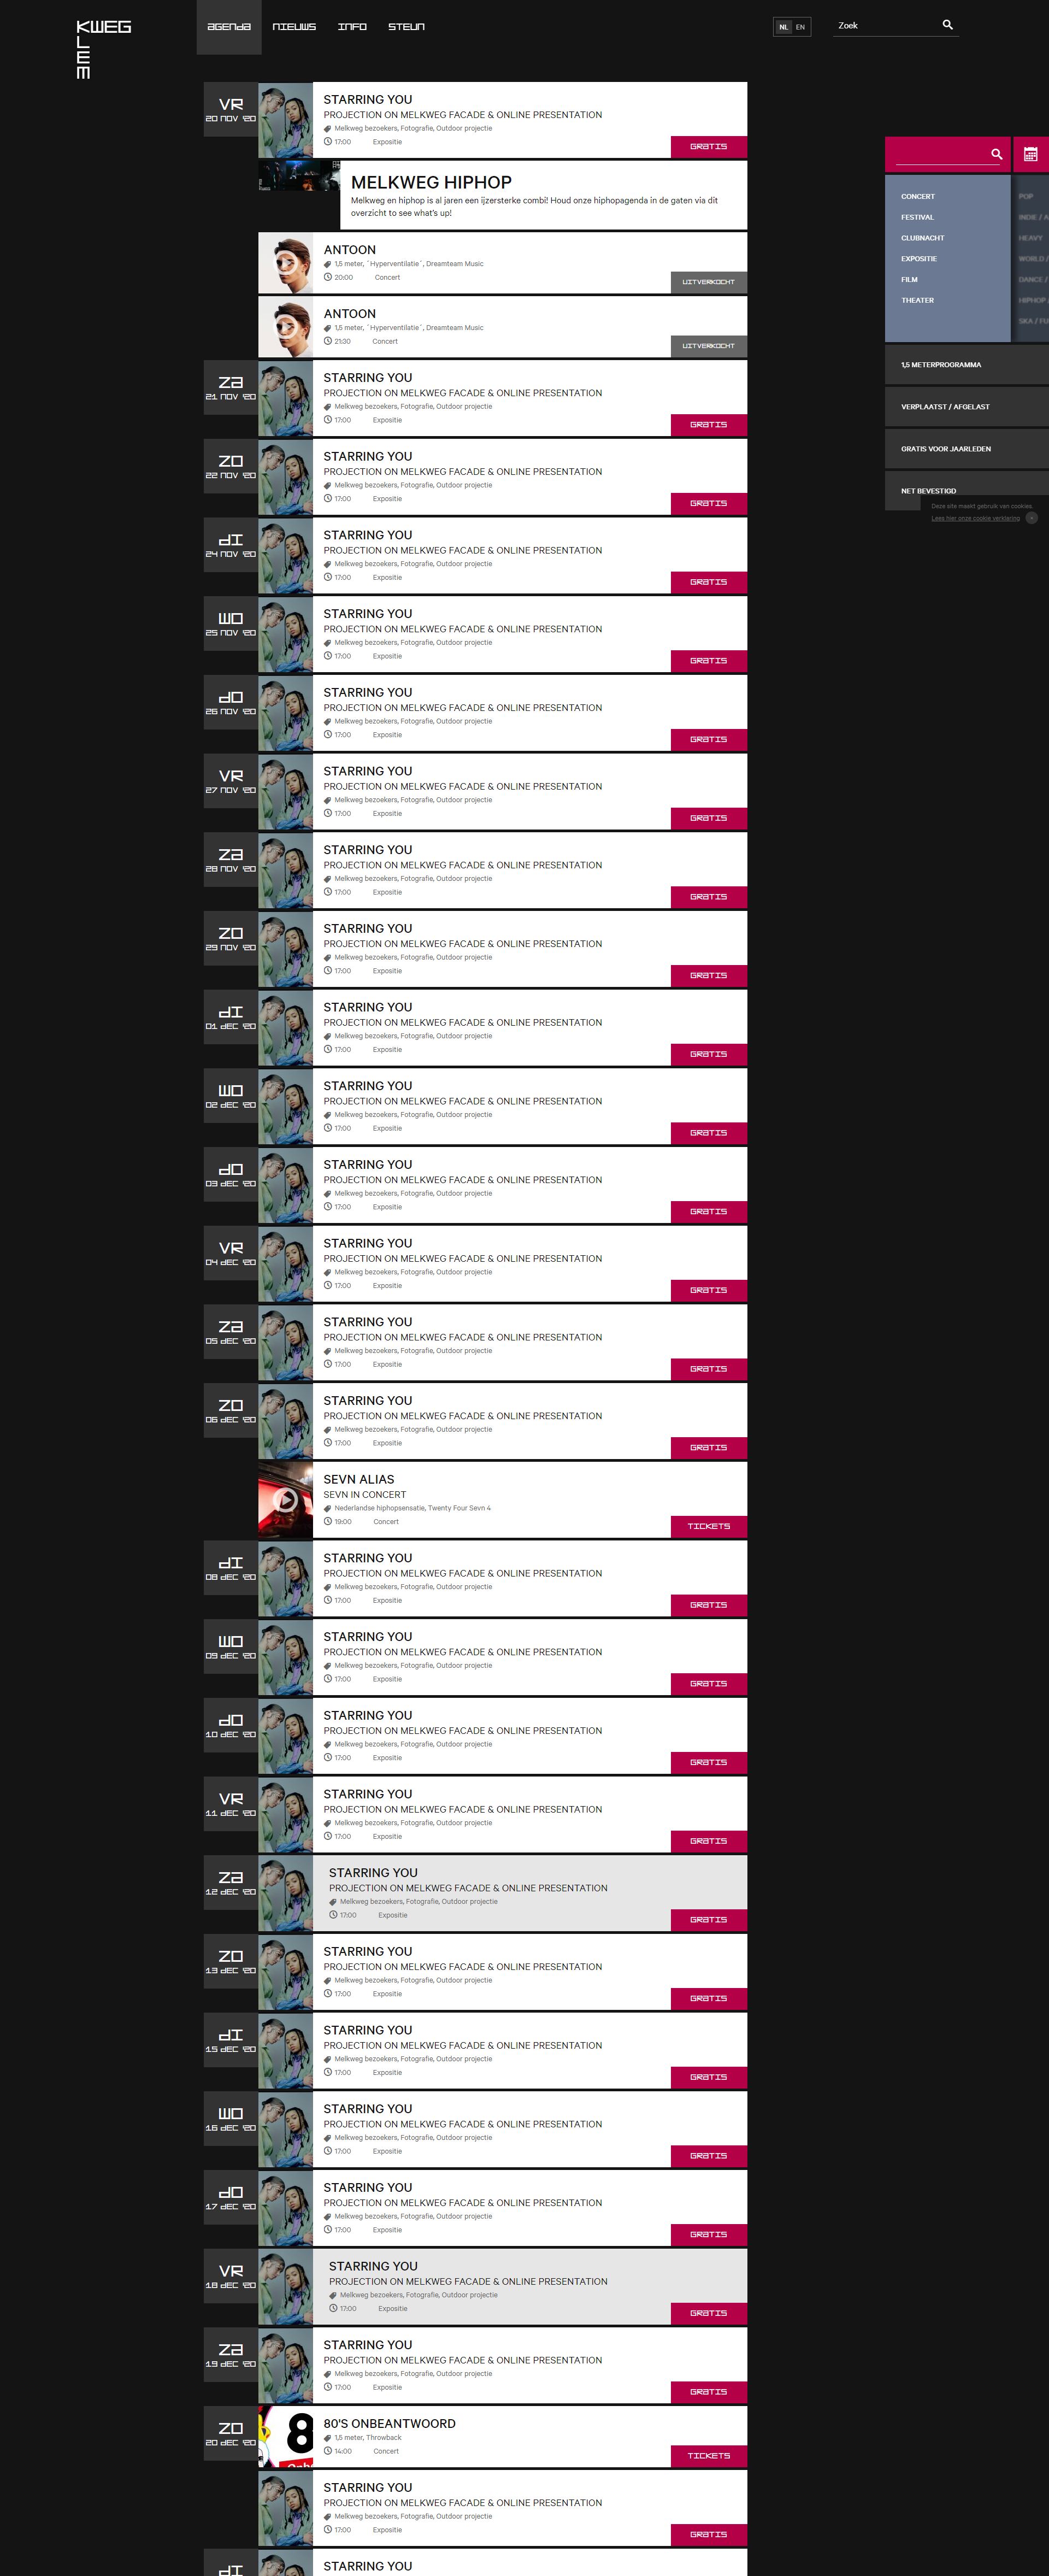 KWEG
L
E
M
AGENDA
NIEUWS
INFO
STEUN
NL EN
Zoek
VR
20 NOV '20
STARRING YOU
PROJECTION ON MELKWEG FACADE & ONLINE PRESENTATION
Melkweg bezoekers, Fotografie, Outdoor projectie
17:00 Expositie
GRATIS
MELKWEG HIPHOP
Melkweg en hiphop is al jaren een ijzersterke combi! Houd onze hiphopagenda in de gaten via dit
overzicht to see what's up!
ANTOON
1,5 meter, ¨Hyperventilatie¨, Dreamteam Music
20:00 Concert
UITVERKOCHT
ANTOON
1,5 meter, ¨Hyperventilatie¨, Dreamteam Music
21:30 Concert
UITVERKOCHT
ZA
21 NOV '20
STARRING YOU
PROJECTION ON MELKWEG FACADE & ONLINE PRESENTATION
Melkweg bezoekers, Fotografie, Outdoor projectie
17:00 Expositie
GRATIS
ZO
22 NOV '20
STARRING YOU
PROJECTION ON MELKWEG FACADE & ONLINE PRESENTATION
Melkweg bezoekers, Fotografie, Outdoor projectie
17:00 Expositie
GRATIS
DI
24 NOV '20
STARRING YOU
PROJECTION ON MELKWEG FACADE & ONLINE PRESENTATION
Melkweg bezoekers, Fotografie, Outdoor projectie
17:00 Expositie
GRATIS
WO
25 NOV '20
STARRING YOU
PROJECTION ON MELKWEG FACADE & ONLINE PRESENTATION
Melkweg bezoekers, Fotografie, Outdoor projectie
17:00 Expositie
GRATIS
DO
26 NOV '20
STARRING YOU
PROJECTION ON MELKWEG FACADE & ONLINE PRESENTATION
Melkweg bezoekers, Fotografie, Outdoor projectie
17:00 Expositie
GRATIS
VR
27 NOV '20
STARRING YOU
PROJECTION ON MELKWEG FACADE & ONLINE PRESENTATION
Melkweg bezoekers, Fotografie, Outdoor projectie
17:00 Expositie
GRATIS
ZA
28 NOV '20
STARRING YOU
PROJECTION ON MELKWEG FACADE & ONLINE PRESENTATION
Melkweg bezoekers, Fotografie, Outdoor projectie
17:00 Expositie
GRATIS
ZO
29 NOV '20
STARRING YOU
PROJECTION ON MELKWEG FACADE & ONLINE PRESENTATION
Melkweg bezoekers, Fotografie, Outdoor projectie
17:00 Expositie
GRATIS
DI
01 DEC '20
STARRING YOU
PROJECTION ON MELKWEG FACADE & ONLINE PRESENTATION
Melkweg bezoekers, Fotografie, Outdoor projectie
17:00 Expositie
GRATIS
WO
02 DEC '20
STARRING YOU
PROJECTION ON MELKWEG FACADE & ONLINE PRESENTATION
Melkweg bezoekers, Fotografie, Outdoor projectie
17:00 Expositie
GRATIS
DO
03 DEC '20
STARRING YOU
PROJECTION ON MELKWEG FACADE & ONLINE PRESENTATION
Melkweg bezoekers, Fotografie, Outdoor projectie
17:00 Expositie
GRATIS
VR
04 DEC '20
STARRING YOU
PROJECTION ON MELKWEG FACADE & ONLINE PRESENTATION
Melkweg bezoekers, Fotografie, Outdoor projectie
17:00 Expositie
GRATIS
ZA
05 DEC '20
STARRING YOU
PROJECTION ON MELKWEG FACADE & ONLINE PRESENTATION
Melkweg bezoekers, Fotografie, Outdoor projectie
17:00 Expositie
GRATIS
ZO
06 DEC '20
STARRING YOU
PROJECTION ON MELKWEG FACADE & ONLINE PRESENTATION
Melkweg bezoekers, Fotografie, Outdoor projectie
17:00 Expositie
GRATIS
SEVN ALIAS
SEVN IN CONCERT
Nederlandse hiphopsensatie, Twenty Four Sevn 4
19:00 Concert
TICKETS
DI
08 DEC '20
STARRING YOU
PROJECTION ON MELKWEG FACADE & ONLINE PRESENTATION
Melkweg bezoekers, Fotografie, Outdoor projectie
17:00 Expositie
GRATIS
WO
09 DEC '20
STARRING YOU
PROJECTION ON MELKWEG FACADE & ONLINE PRESENTATION
Melkweg bezoekers, Fotografie, Outdoor projectie
17:00 Expositie
GRATIS
DO
10 DEC '20
STARRING YOU
PROJECTION ON MELKWEG FACADE & ONLINE PRESENTATION
Melkweg bezoekers, Fotografie, Outdoor projectie
17:00 Expositie
GRATIS
VR
11 DEC '20
STARRING YOU
PROJECTION ON MELKWEG FACADE & ONLINE PRESENTATION
Melkweg bezoekers, Fotografie, Outdoor projectie
17:00 Expositie
GRATIS
ZA
12 DEC '20
STARRING YOU
PROJECTION ON MELKWEG FACADE & ONLINE PRESENTATION
Melkweg bezoekers, Fotografie, Outdoor projectie
17:00 Expositie
GRATIS
ZO
13 DEC '20
STARRING YOU
PROJECTION ON MELKWEG FACADE & ONLINE PRESENTATION
Melkweg bezoekers, Fotografie, Outdoor projectie
17:00 Expositie
GRATIS
DI
15 DEC '20
STARRING YOU
PROJECTION ON MELKWEG FACADE & ONLINE PRESENTATION
Melkweg bezoekers, Fotografie, Outdoor projectie
17:00 Expositie
GRATIS
WO
16 DEC '20
STARRING YOU
PROJECTION ON MELKWEG FACADE & ONLINE PRESENTATION
Melkweg bezoekers, Fotografie, Outdoor projectie
17:00 Expositie
GRATIS
DO
17 DEC '20
STARRING YOU
PROJECTION ON MELKWEG FACADE & ONLINE PRESENTATION
Melkweg bezoekers, Fotografie, Outdoor projectie
17:00 Expositie
GRATIS
VR
18 DEC '20
STARRING YOU
PROJECTION ON MELKWEG FACADE & ONLINE PRESENTATION
Melkweg bezoekers, Fotografie, Outdoor projectie
17:00 Expositie
GRATIS
ZA
19 DEC '20
STARRING YOU
PROJECTION ON MELKWEG FACADE & ONLINE PRESENTATION
Melkweg bezoekers, Fotografie, Outdoor projectie
17:00 Expositie
GRATIS
ZO
20 DEC '20
8
80'S ONBEANTWOORD
1,5 meter, Throwback
14:00 Concert
TICKETS
STARRING YOU
PROJECTION ON MELKWEG FACADE & ONLINE PRESENTATION
Melkweg bezoekers, Fotografie, Outdoor projectie
17:00 Expositie
GRATIS
DI
STARRING YOU
CONCERT
FESTIVAL
CLUBNACHT
EXPOSITIE
FILM
THEATER
POP
INDIE / A
HEAVY
WORLD /
DANCE /
HIPHOP /
SKA / FU
1,5 METERPROGRAMMA
VERPLAATST / AFGELAST
GRATIS VOOR JAARLEDEN
NET BEVESTIGD
Deze site maakt gebruik van cookies.
Lees hier onze cookie verklaring